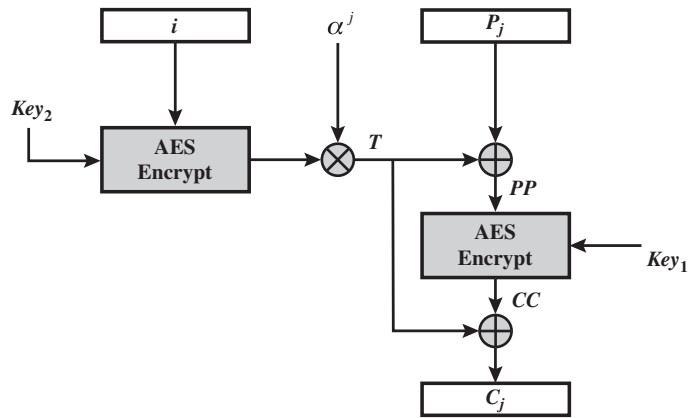 i
α^j
P_j
Key_2
AES
Encrypt
T
PP
AES
Encrypt
Key_1
CC
C_j